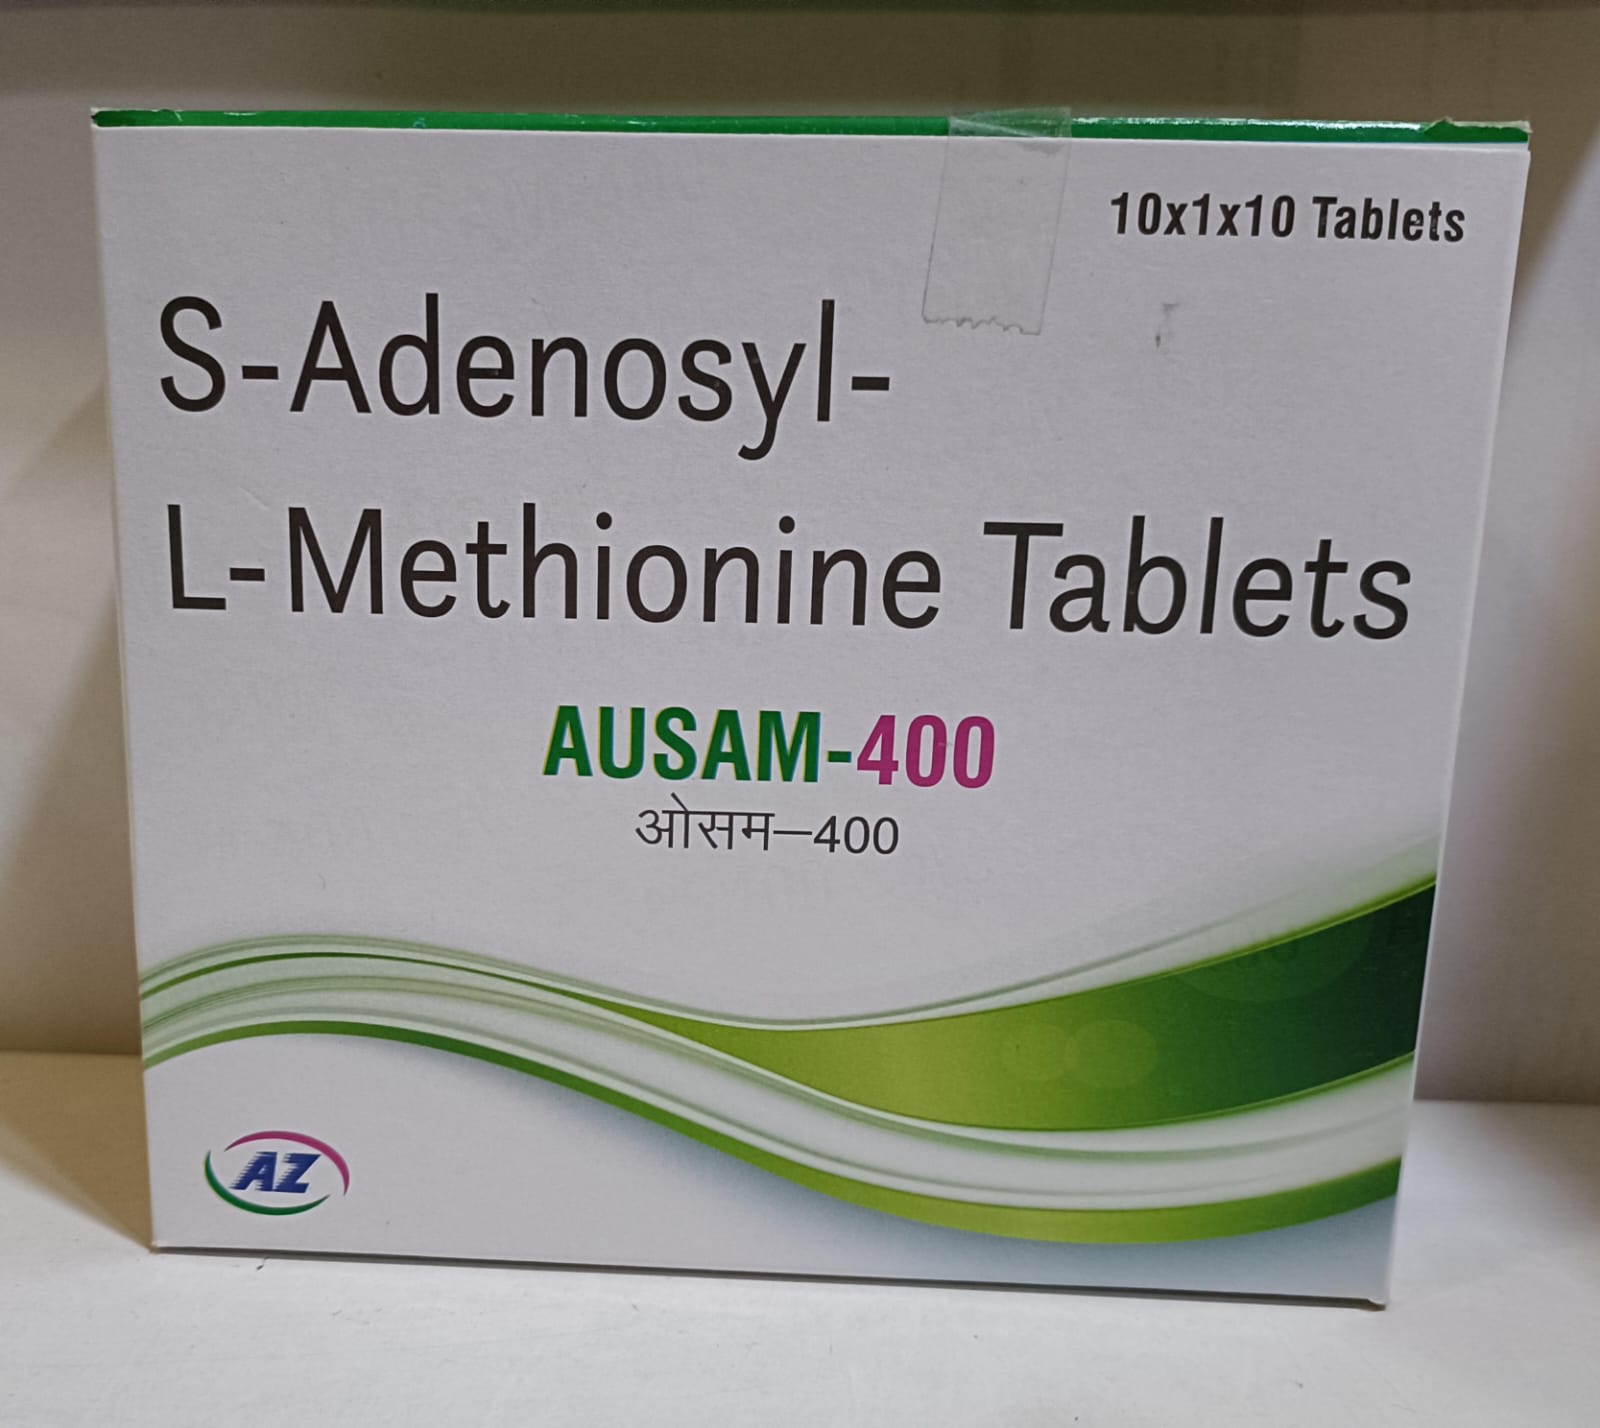 10x1x10 Tablets
S-Adenosyl-
L-Methionine Tablets
AUSAM-400
ओसम–400
AZ